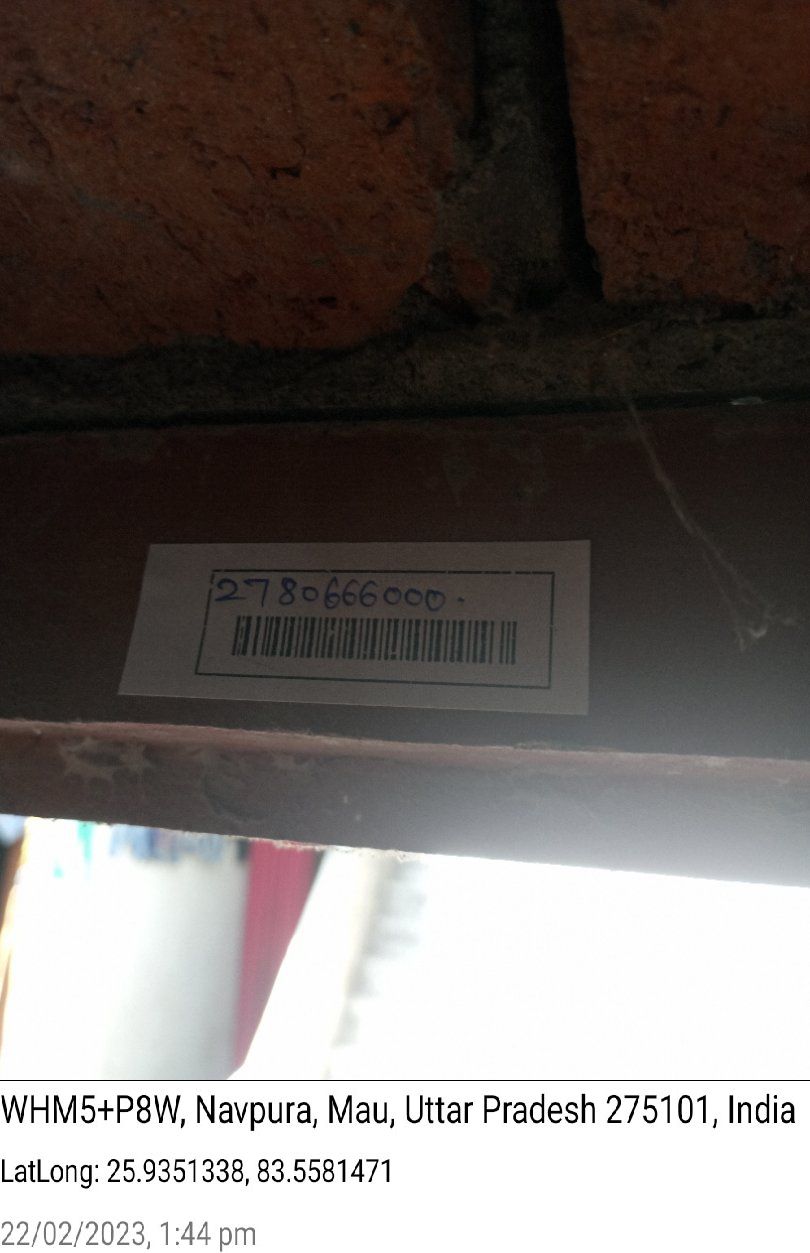 2780666000.
WHM5+P8W, Navpura, Mau, Uttar Pradesh 275101, India
LatLong: 25.9351338, 83.5581471
22/02/2023, 1:44 pm